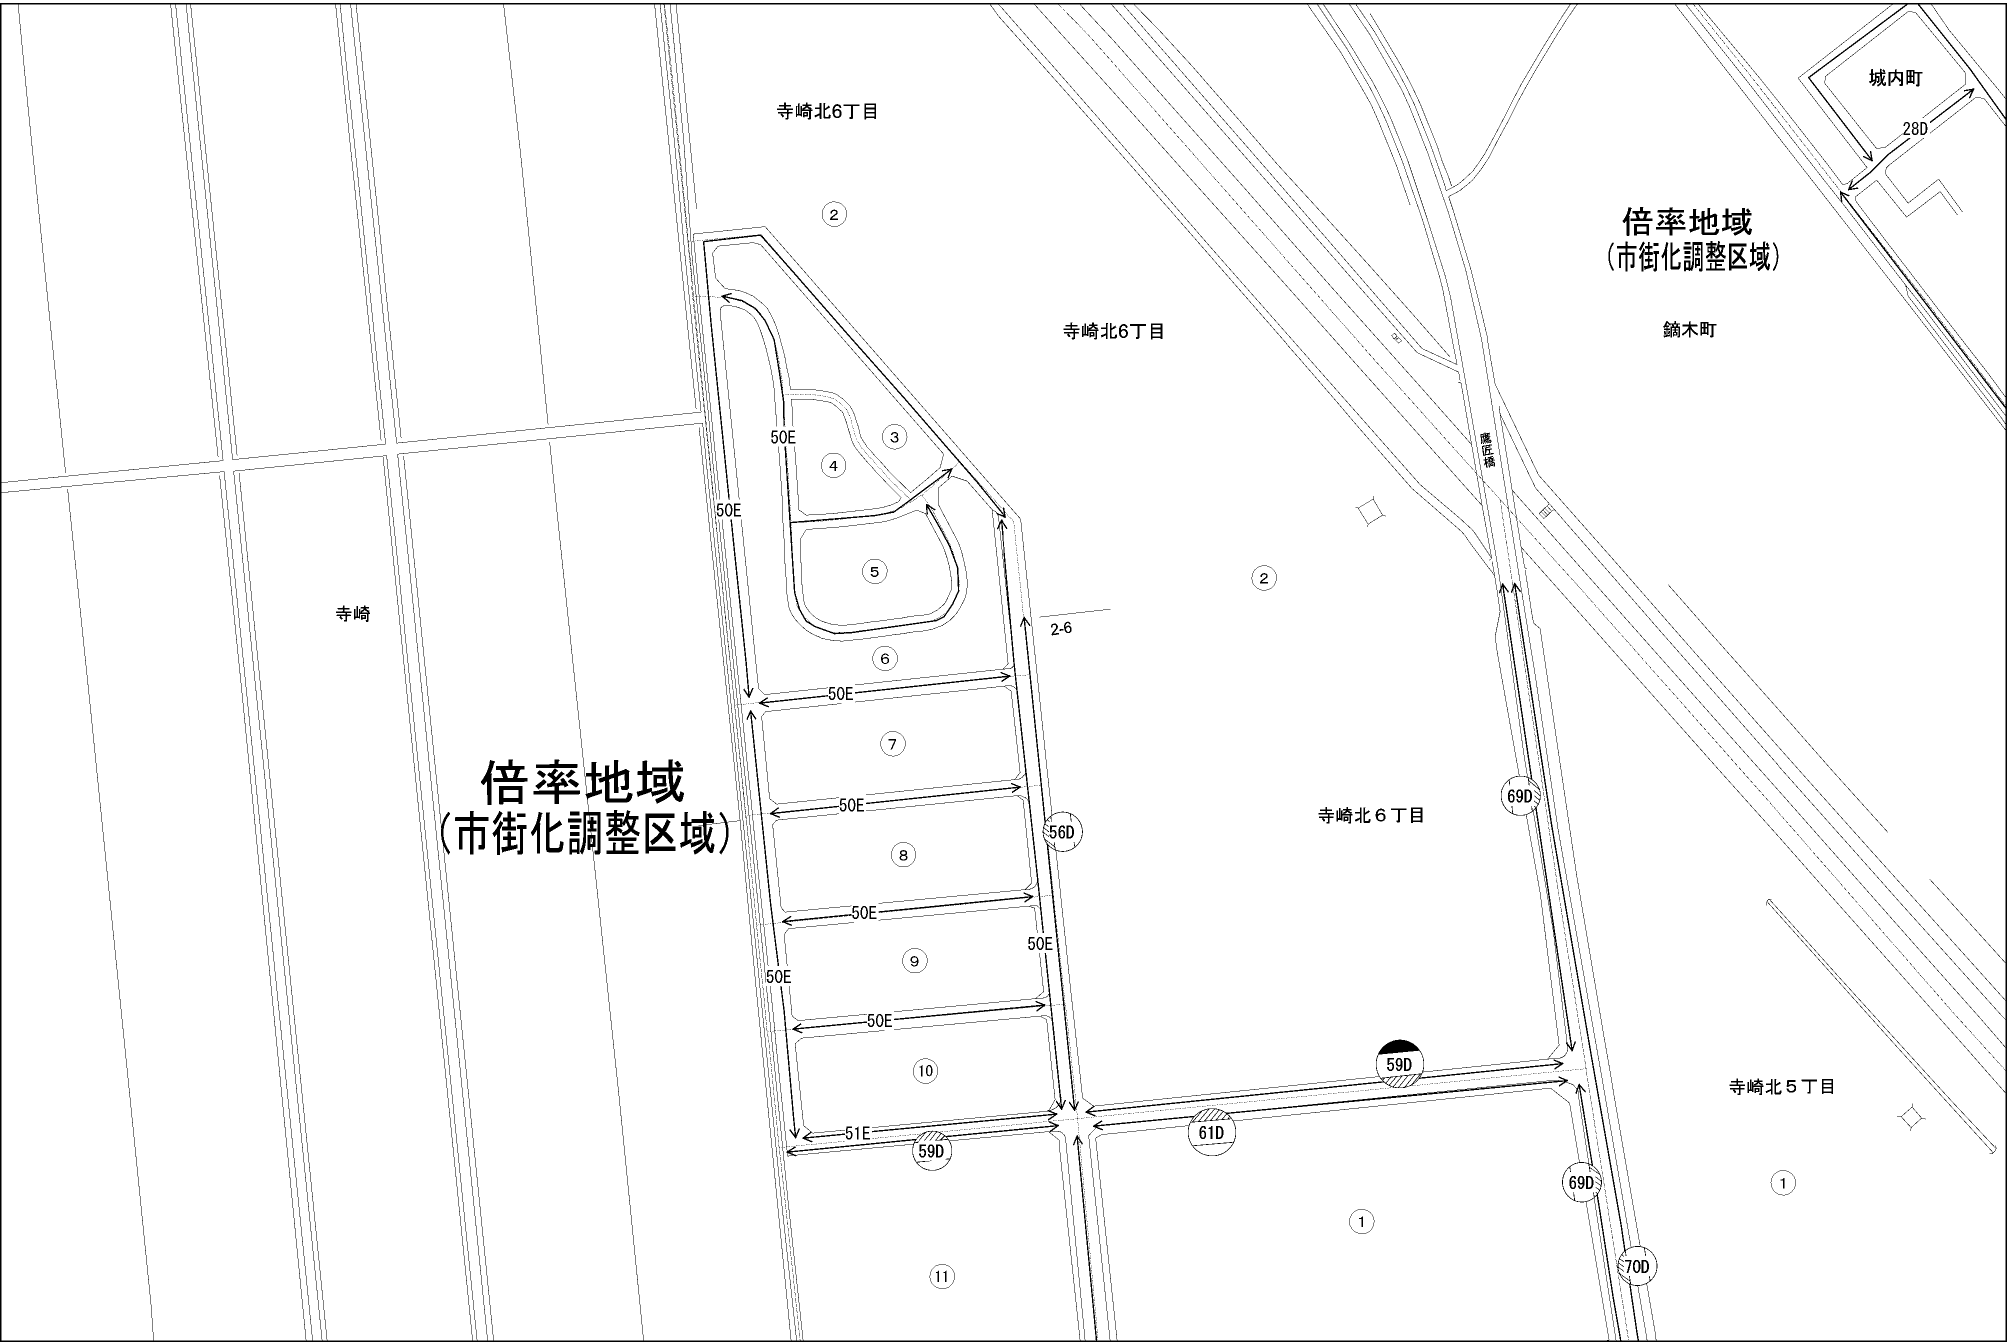 城内町
寺崎北6丁目
28D
②
倍率地域
(市街化調整区域)
寺崎北6丁目
鏑木町
50E
③
鷹匠橋
④
50E
⑤
②
寺崎
2-6
⑥
50E
⑦
倍率地域
(市街化調整区域)
69D
50E
寺崎北6丁目
56D
⑧
50E
50E
⑨
50E
50E
59D
⑩
寺崎北5丁目
51E
61D
59D
69D
①
①
70D
⑪